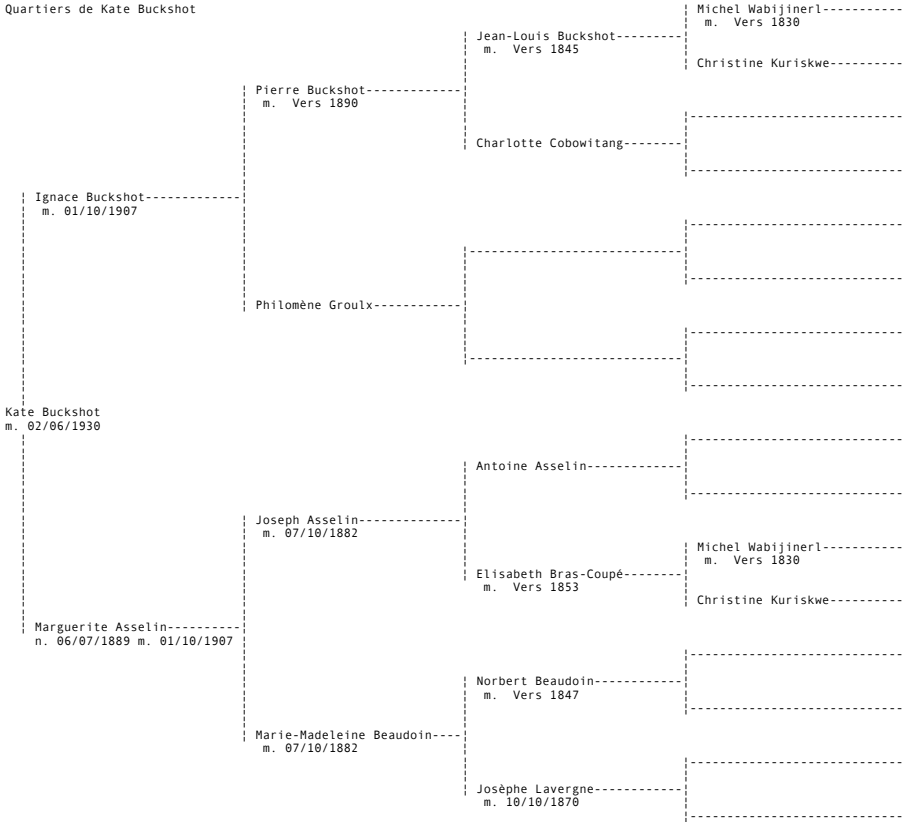 Quartiers de Kate Buckshot
Michel Wabijinerl
m. Vers 1830
Jean-Louis Buckshot
m. Vers 1845
Christine Kuriskwe
Pierre Buckshot
m. Vers 1890
Charlotte Cobowitang
Ignace Buckshot
m. 01/10/1907
Philomène Groulx
Kate Buckshot
m. 02/06/1930
Antoine Asselin
Joseph Asselin
m. 07/10/1882
Michel Wabijinerl
m. Vers 1830
Elisabeth Bras-Coupé
m. Vers 1853
Christine Kuriskwe
Marguerite Asselin
n. 06/07/1889 m. 01/10/1907
Norbert Beaudoin
m. Vers 1847
Marie-Madeleine Beaudoin
m. 07/10/1882
Josèphe Lavergne
m. 10/10/1870